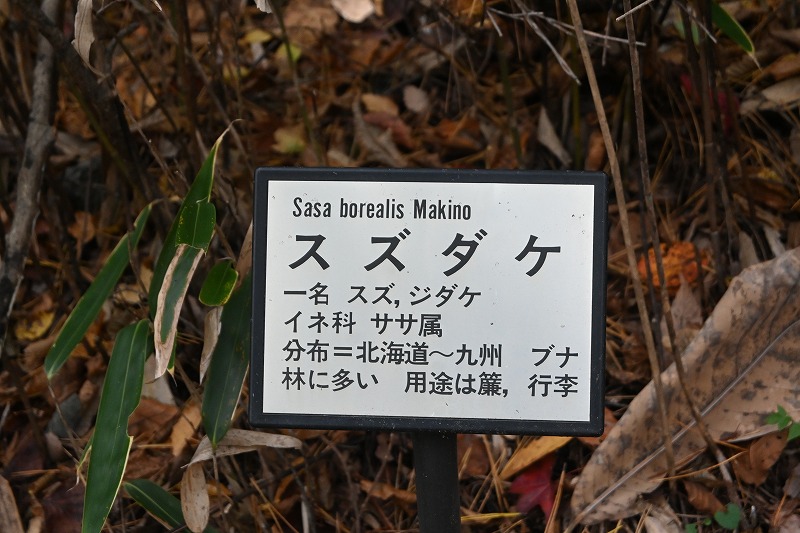 Sasa borealis Makino
スズダケ
一名 スズ, ジダケ
イネ科 ササ属
分布＝北海道～九州 ブナ
林に多い 用途は簾, 行李